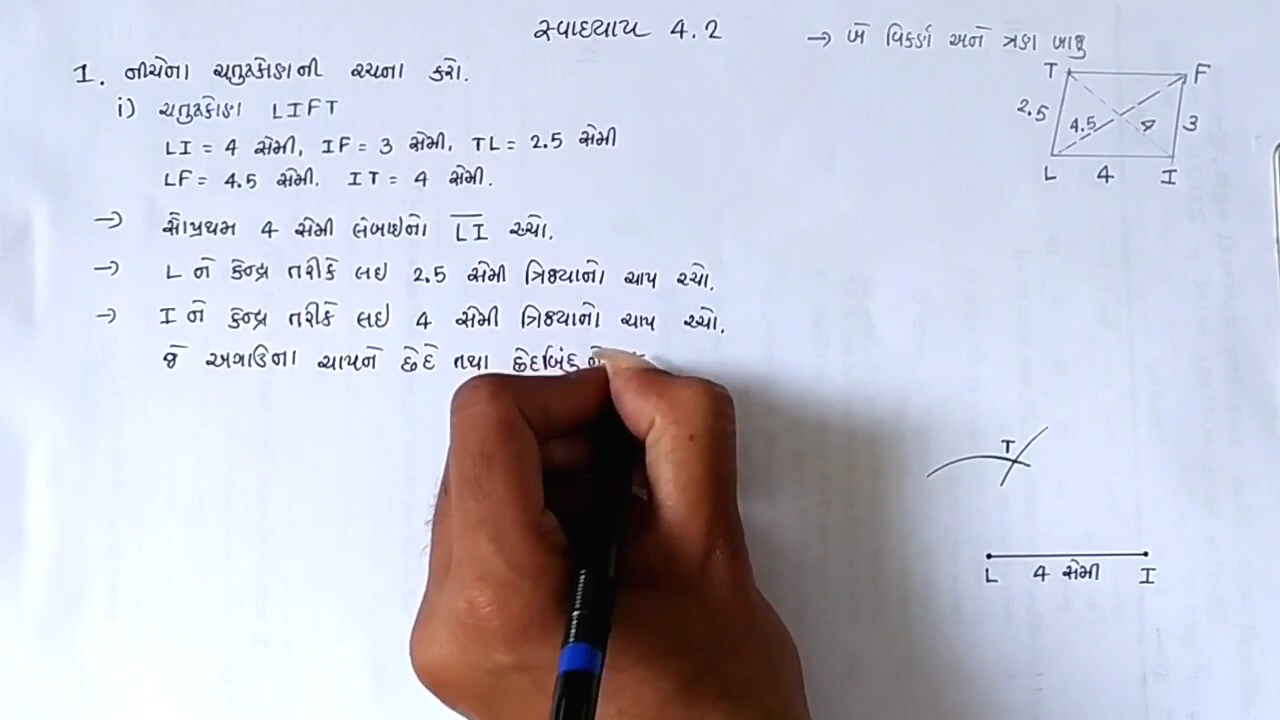 સ્વાધ્યાય 4.2
→ બે વિકર્ણ અને ત્રણ બાજુ
1. નીચેના ચતુષ્કોણની રચના કરો.
i) ચતુષ્કોણ LIFT
LI = 4 સેમી, IF = 3 સેમી, TL = 2.5 સેમી
LF = 4.5 સેમી. IT = 4 સેમી.
→ સૌપ્રથમ 4 સેમી લંબાઈનો LI રચો.
→ L ને કેન્દ્ર તરીકે લઇ 2.5 સેમી ત્રિજ્યાનો ચાપ રચો.
→ I ને કેન્દ્ર તરીકે લઇ 4 સેમી ત્રિજ્યાનો ચાપ રચો.
જે અગાઉના ચાપને છેદે તથા છેદબિંદુને
T F
2.5 4.5 4 3
L 4 I
T
L 4 સેમી I